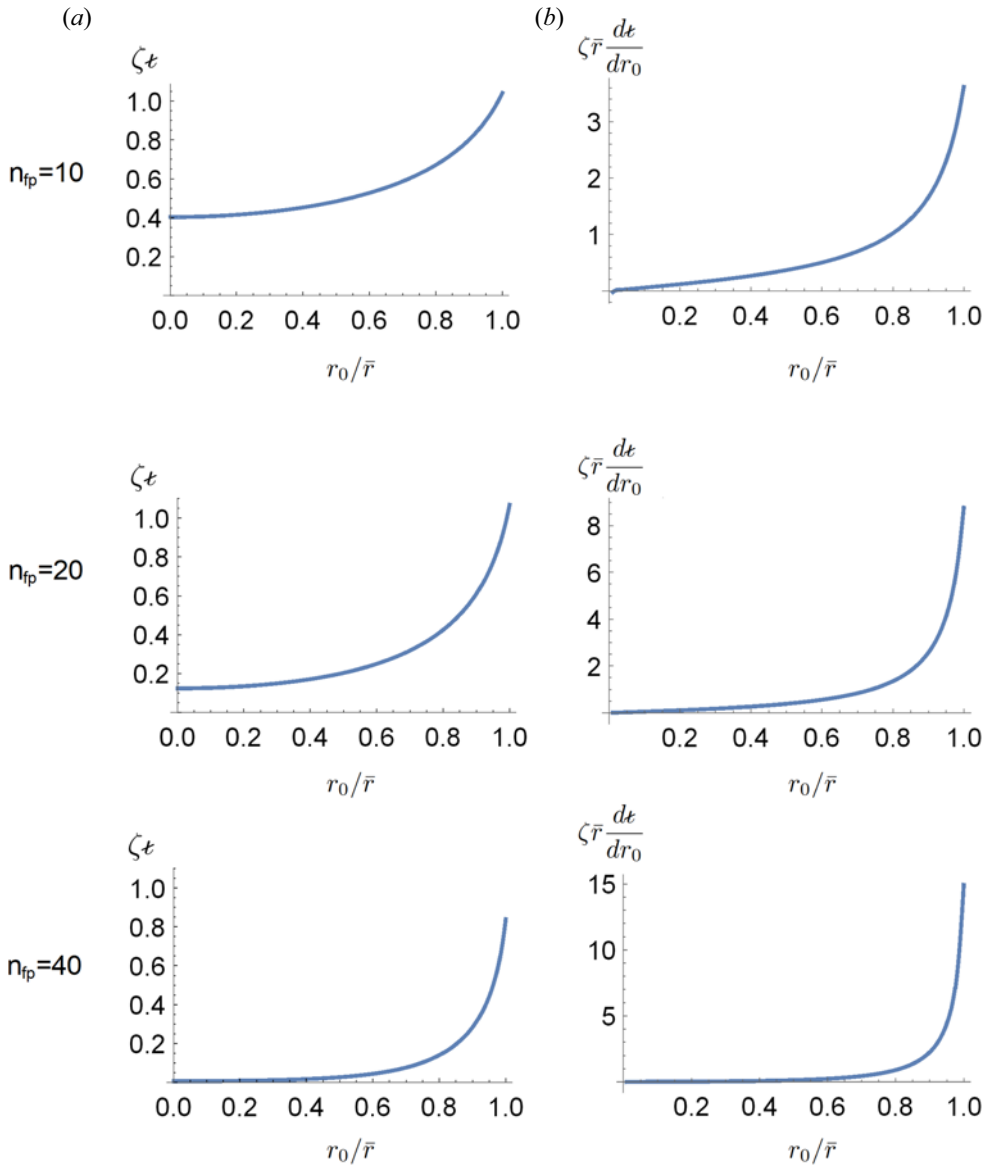 (a)
(b)
ζt
1.0
0.8
0.6
0.4
0.2
0.0 0.2 0.4 0.6 0.8 1.0
r₀/r̄
n_fp=10
ζr̄ dt/dr₀
3
2
1
0.2 0.4 0.6 0.8 1.0
r₀/r̄
ζt
1.0
0.8
0.6
0.4
0.2
0.0 0.2 0.4 0.6 0.8 1.0
r₀/r̄
n_fp=20
ζr̄ dt/dr₀
8
6
4
2
0.2 0.4 0.6 0.8 1.0
r₀/r̄
ζt
1.0
0.8
0.6
0.4
0.2
0.0 0.2 0.4 0.6 0.8 1.0
r₀/r̄
n_fp=40
ζr̄ dt/dr₀
15
10
5
0.2 0.4 0.6 0.8 1.0
r₀/r̄